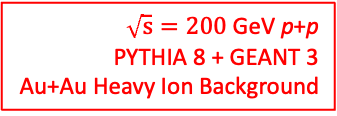 √s = 200 GeV p+p
PYTHIA 8 + GEANT 3
Au+Au Heavy Ion Background